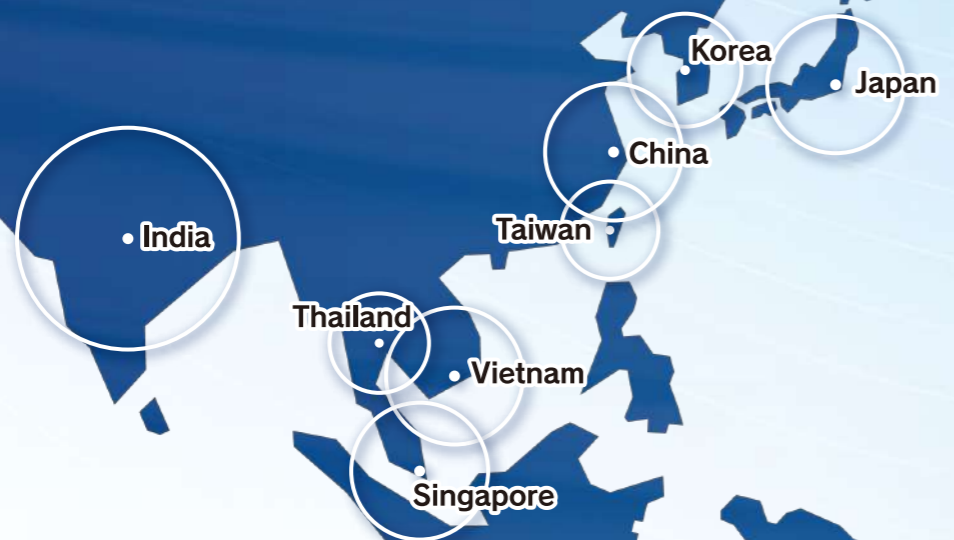 Korea
Japan
China
Taiwan
India
Thailand
Vietnam
Singapore